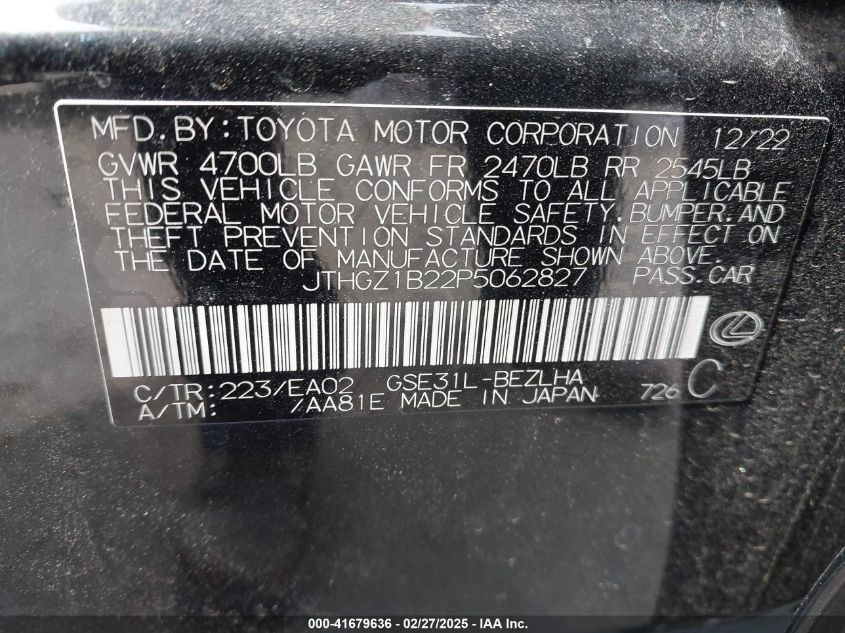 MFD. BY: TOYOTA MOTOR CORPORATION 12/22
GVWR 4700LB GAWR FR 2470LB RR 2545LB
THIS VEHICLE CONFORMS TO ALL APPLICABLE
FEDERAL MOTOR VEHICLE SAFETY, BUMPER, AND
THEFT PREVENTION STANDARDS IN EFFECT ON
THE DATE OF MANUFACTURE SHOWN ABOVE.
JTHGZ1B22P5062827 PASS. CAR
C/TR: 223/EA02 GSE31L-BEZLHA
A/TM: /AA81E MADE IN JAPAN 726 C
000-41679636 - 02/27/2025 - IAA Inc.